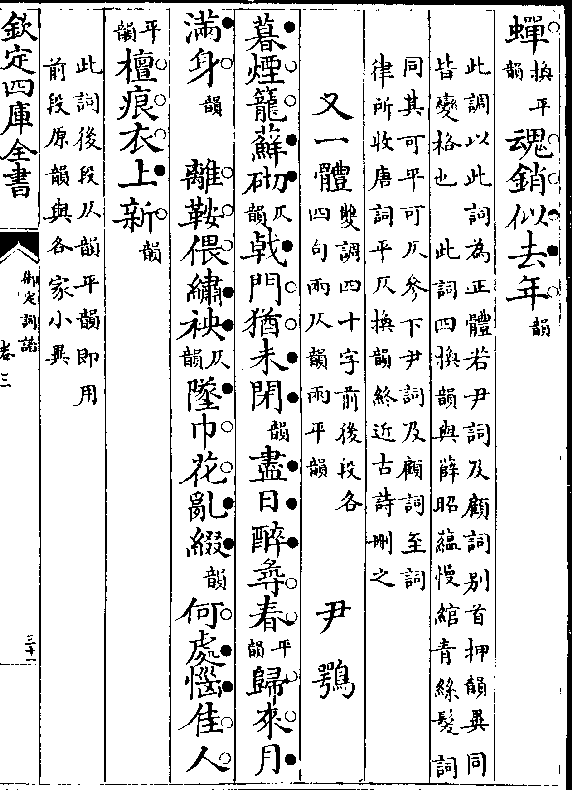 蟬換平韻魂銷似去年韻
此調以此詞為正體若尹詞及顧詞别首押韻異同
皆變格也　此詞四換韻與薛昭蘊慢綰青絲髮詞
同其可平可仄參下尹詞及顧詞至詞
律所收唐詞平仄換韻終近古詩刪之
又一體雙調四十字前後段各四句兩仄韻兩平韻　尹鶚
暮煙籠蘚砌仄韻戟門猶未閉韻盡日醉尋春平韻歸來月
滿身韻　離鞍偎繡袂仄韻墜巾花亂綴韻何處惱佳人
平韻檀痕衣上新韻
此詞後段仄韻平韻即用
前段原韻與各家小異
欽定四庫全書
御定詞譜
卷三
三十一